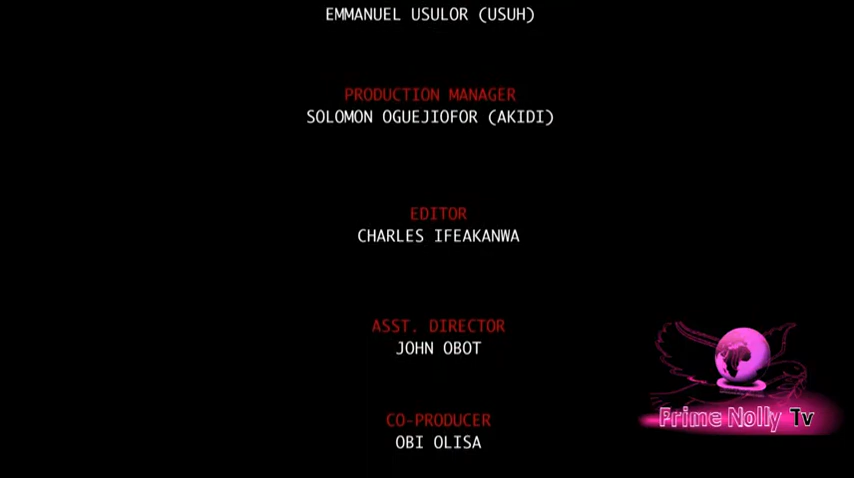 EMMANUEL USULOR (USUH)
PRODUCTION MANAGER
SOLOMON OGUEJIOFOR (AKIDI)
EDITOR
CHARLES IFEAKANWA
ASST. DIRECTOR
JOHN OBOT
CO-PRODUCER
OBI OLISA
Prime Nolly Tv